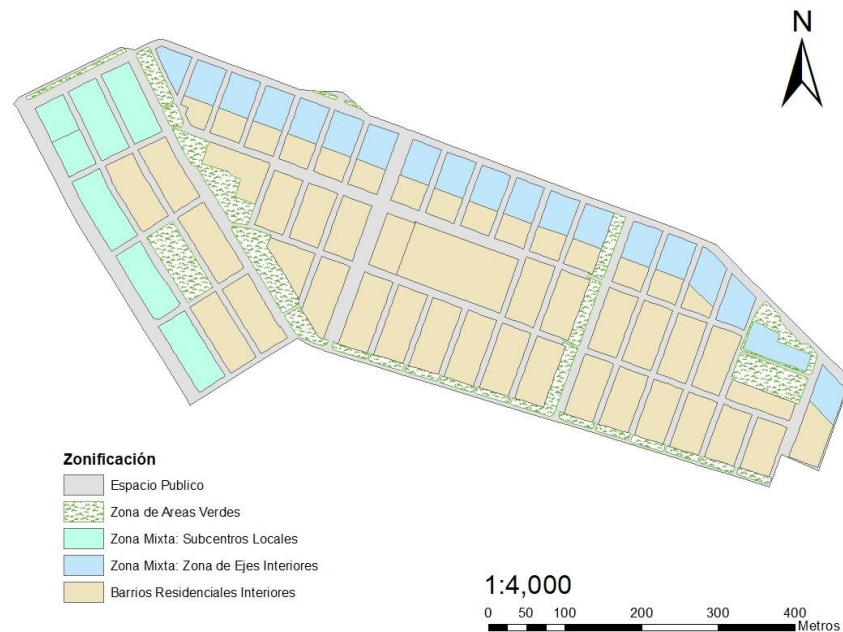 N
Zonificación
Espacio Publico
Zona de Areas Verdes
Zona Mixta: Subcentros Locales
Zona Mixta: Zona de Ejes Interiores
Barrios Residenciales Interiores
1:4,000
0 50 100 200 300 400
Metros